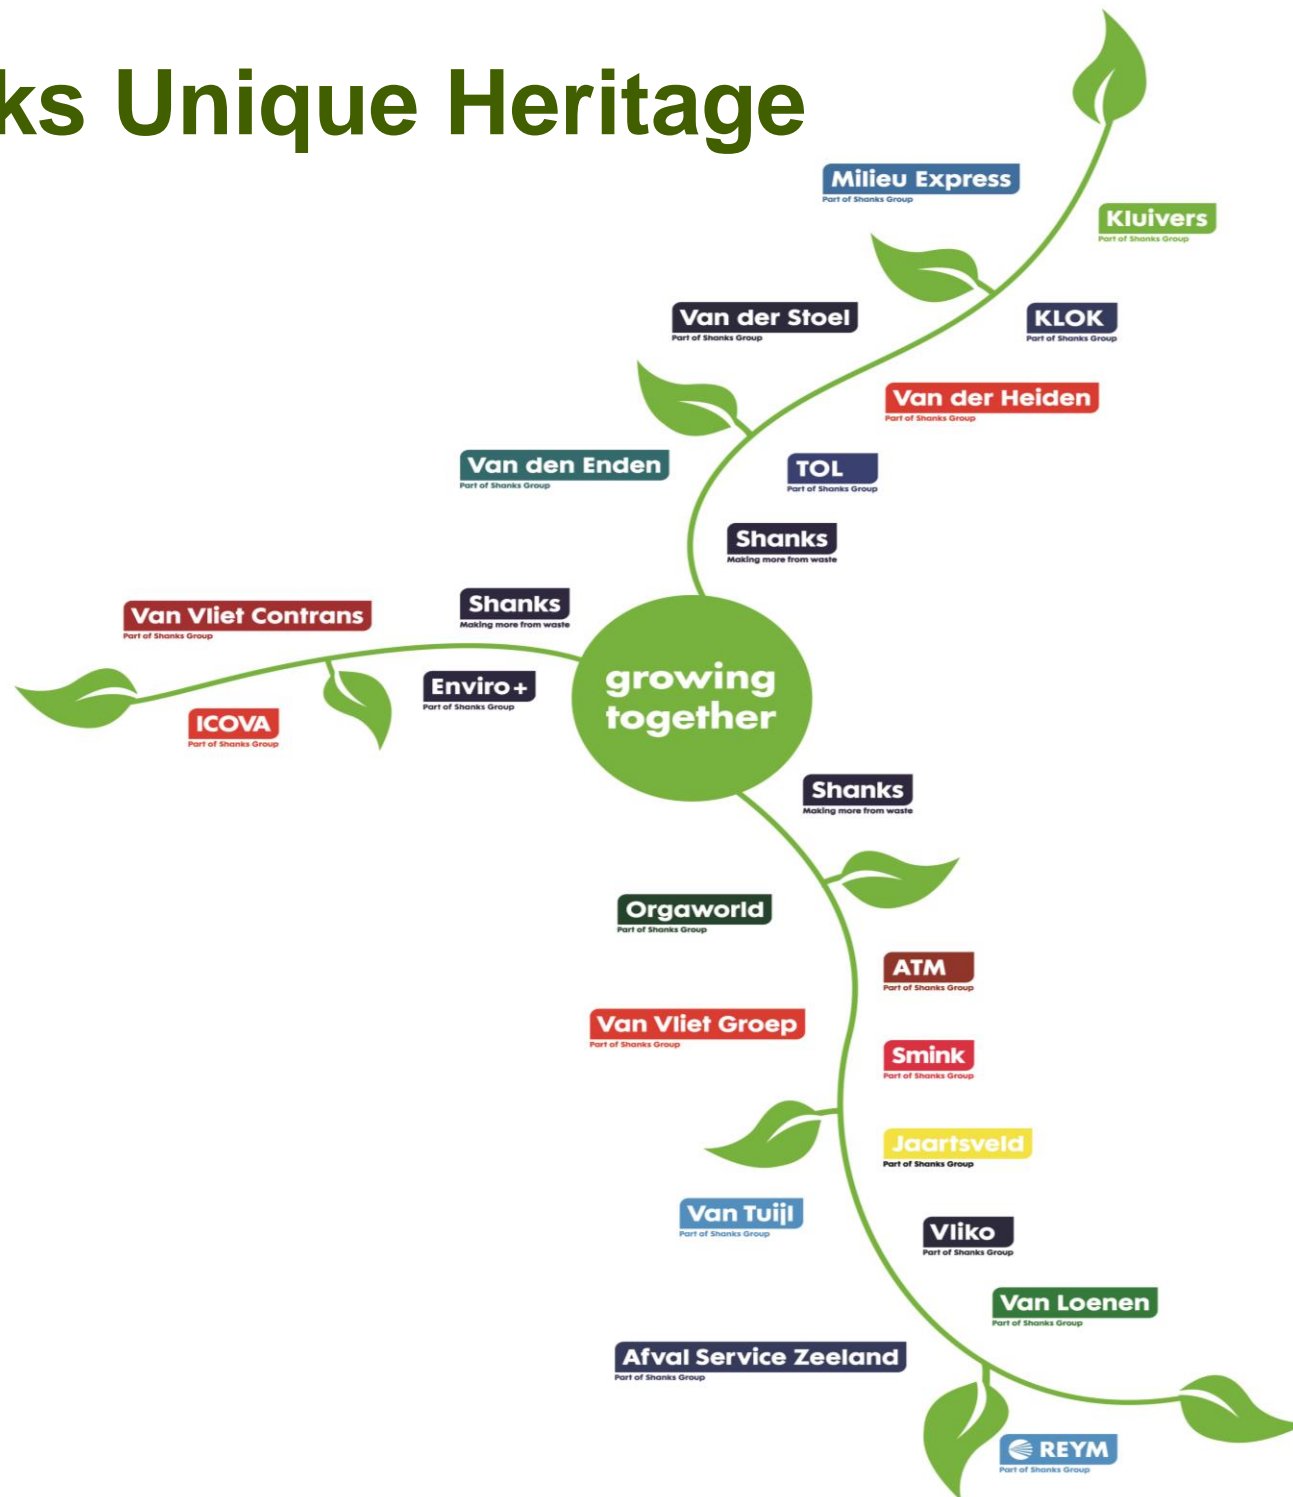 ks Unique Heritage
Milieu Express
Part of Shanks Group
Kluivers
Part of Shanks Group
Van der Stoel
Part of Shanks Group
KLOK
Part of Shanks Group
Van der Heiden
Part of Shanks Group
Van den Enden
Part of Shanks Group
TOL
Part of Shanks Group
Shanks
Making more from waste
Shanks
Making more from waste
Van Vliet Contrans
Part of Shanks Group
Enviro+
Part of Shanks Group
ICOVA
Part of Shanks Group
growing
together
Shanks
Making more from waste
Orgaworld
Part of Shanks Group
ATM
Part of Shanks Group
Van Vliet Groep
Part of Shanks Group
Smink
Part of Shanks Group
Jaartsveld
Part of Shanks Group
Van Tuijl
Part of Shanks Group
Vliko
Part of Shanks Group
Van Loenen
Part of Shanks Group
Afval Service Zeeland
Part of Shanks Group
REYM
Part of Shanks Group